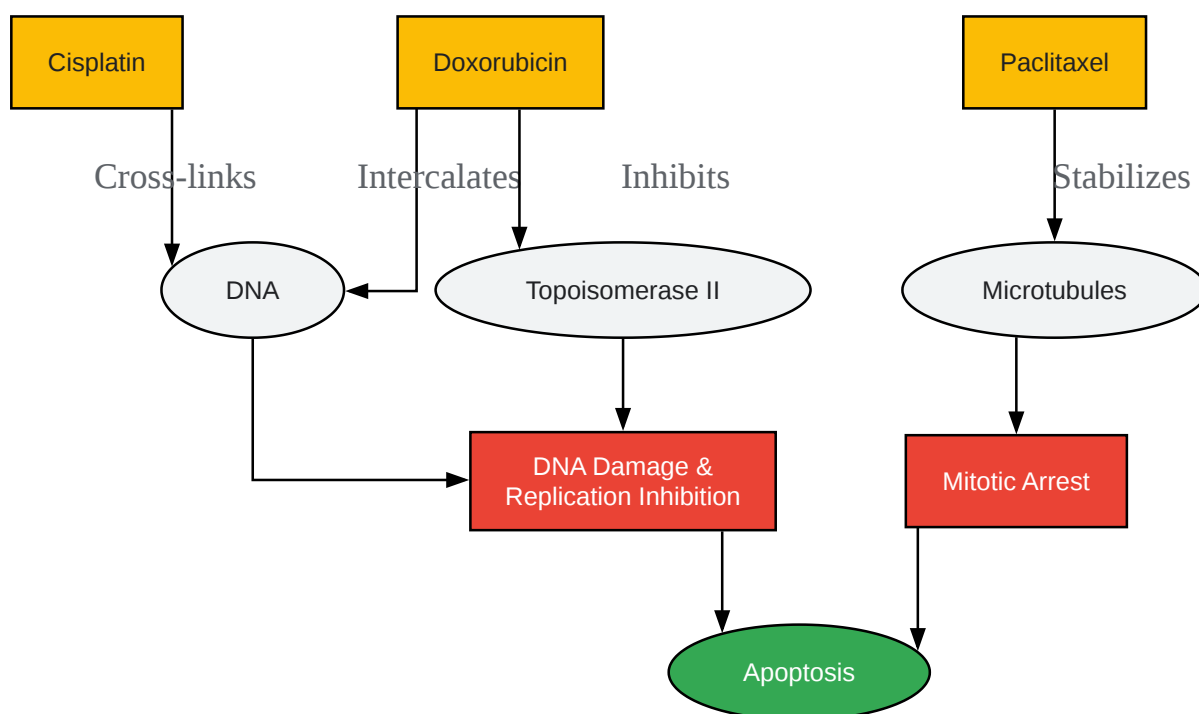 Cisplatin
Doxorubicin
Paclitaxel
Cross-links
Intercalates
Inhibits
Stabilizes
DNA
Topoisomerase II
Microtubules
DNA Damage &
Replication Inhibition
Mitotic Arrest
Apoptosis